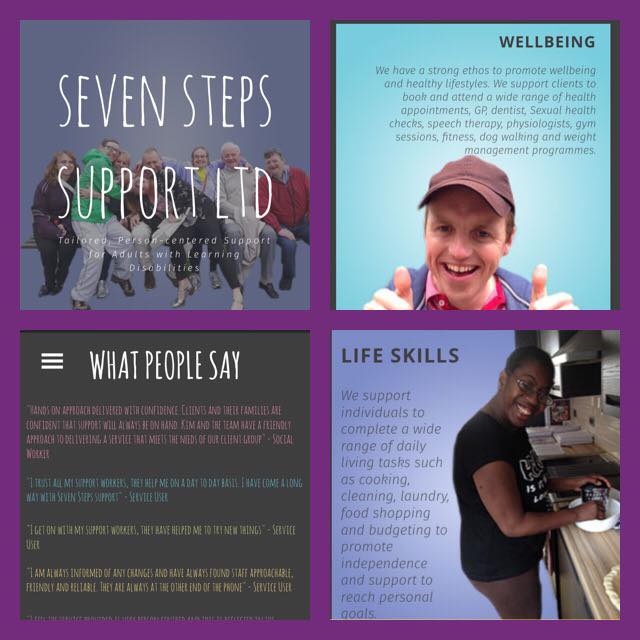 SEVEN STEPS
SUPPORT LTD
Tailored, Person-centered Support
for Adults with Learning
Disabilities
WELLBEING
We have a strong ethos to promote wellbeing
and healthy lifestyles. We support clients to
book and attend a wide range of health
appointments, GP, dentist, Sexual health
checks, speech therapy, physiologists, gym
sessions, fitness, dog walking and weight
management programmes.
WHAT PEOPLE SAY
"HANDS ON APPROACH DELIVERED WITH CONFIDENCE. CLIENTS AND THEIR FAMILIES ARE
CONFIDENT THAT SUPPORT WILL ALWAYS BE ON HAND. KIM AND THE TEAM HAVE A FRIENDLY
APPROACH TO DELIVERING A SERVICE THAT MEETS THE NEEDS OF OUR CLIENT GROUP" - SOCIAL
WORKER
"I TRUST ALL MY SUPPORT WORKERS, THEY HELP ME ON A DAY TO DAY BASIS. I HAVE COME A LONG
WAY WITH SEVEN STEPS SUPPORT" - SERVICE USER
"I GET ON WITH MY SUPPORT WORKERS, THEY HAVE HELPED ME TO TRY NEW THINGS" - SERVICE
USER
"I AM ALWAYS INFORMED OF ANY CHANGES AND HAVE ALWAYS FOUND STAFF APPROACHABLE,
FRIENDLY AND RELIABLE. THEY ARE ALWAYS AT THE OTHER END OF THE PHONE" - SERVICE USER
LIFE SKILLS
We support
individuals to
complete a wide
range of daily
living tasks such
as cooking,
cleaning, laundry,
food shopping
and budgeting to
promote
independence
and support to
reach personal
goals.